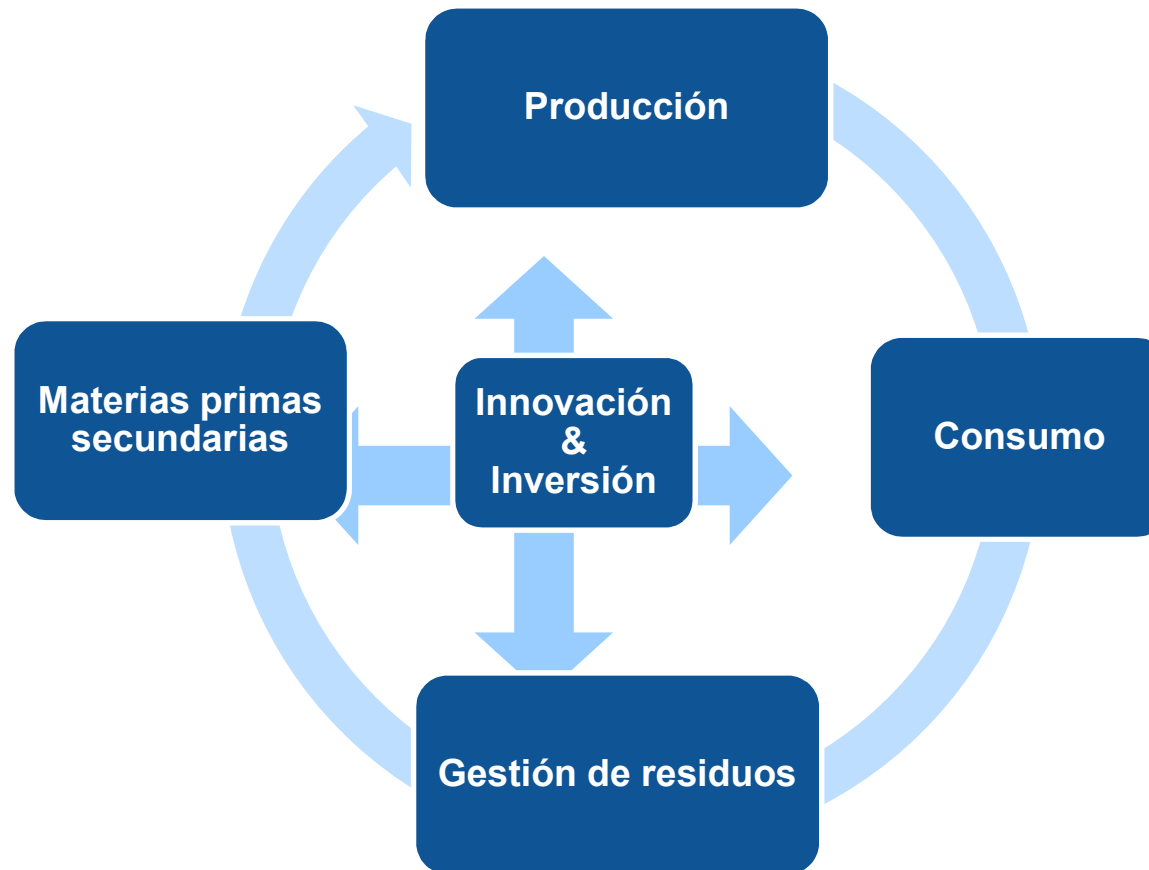 Producción
Materias primas
secundarias
Innovación
&
Inversión
Consumo
Gestión de residuos